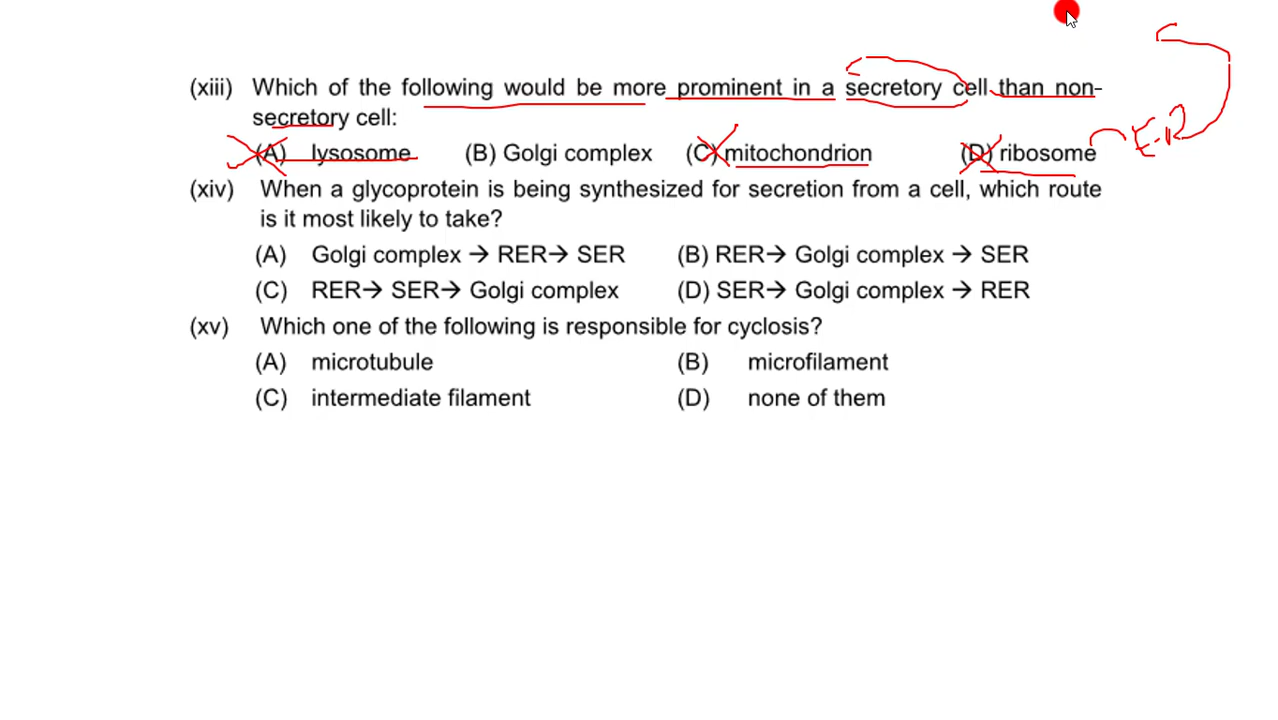 (xiii) Which of the following would be more prominent in a secretory cell than non-
secretory cell:
(A) lysosome (B) Golgi complex (C) mitochondrion (D) ribosome E.R
(xiv) When a glycoprotein is being synthesized for secretion from a cell, which route
is it most likely to take?
(A) Golgi complex → RER→ SER (B) RER→ Golgi complex → SER
(C) RER→ SER→ Golgi complex (D) SER→ Golgi complex → RER
(xv) Which one of the following is responsible for cyclosis?
(A) microtubule (B) microfilament
(C) intermediate filament (D) none of them